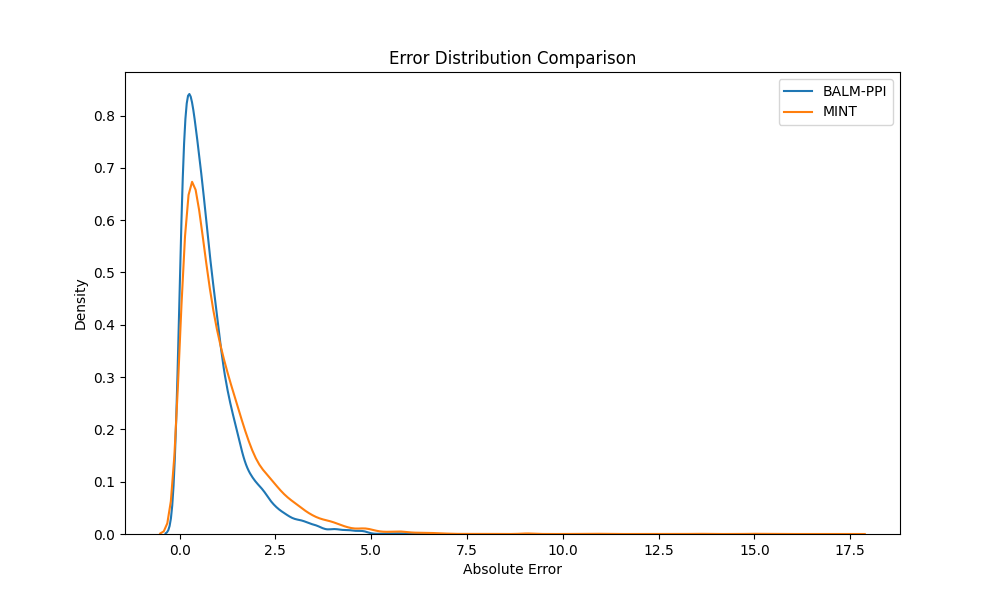 Error Distribution Comparison
BALM-PPI
MINT
0.8
0.7
0.6
0.5
0.4
0.3
0.2
0.1
0.0
Density
0.0 2.5 5.0 7.5 10.0 12.5 15.0 17.5
Absolute Error